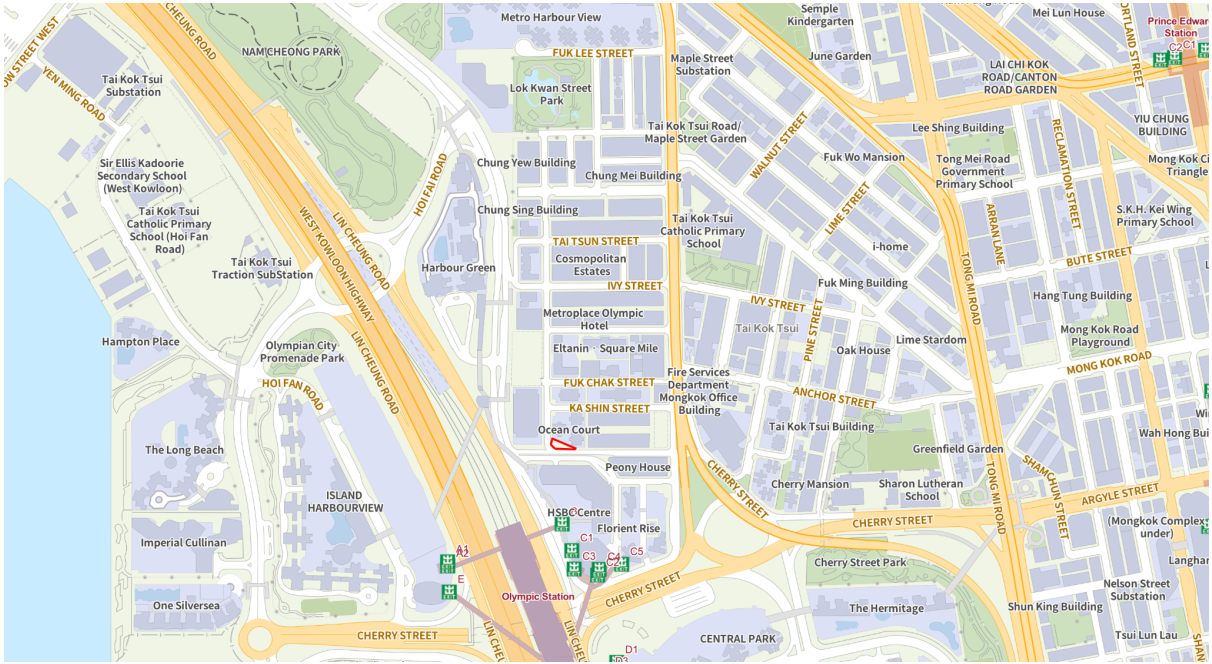 Metro Harbour View
Semple
Kindergarten
Mei Lun House
PORTLAND STREET
Prince Edward
Station
C2
C1
LIN CHEUNG ROAD
NAM CHEONG PARK
FUK LEE STREET
Maple Street
Substation
June Garden
LAI CHI KOK
ROAD/CANTON
ROAD GARDEN
YEN MING ROAD
Tai Kok Tsui
Substation
Lok Kwan Street
Park
Tai Kok Tsui Road/
Maple Street Garden
WALNUT STREET
Lee Shing Building
YIU CHUNG
BUILDING
RECLAMATION STREET
Sir Ellis Kadoorie
Secondary School
(West Kowloon)
HOI FAI ROAD
Chung Yew Building
Chung Mei Building
Fuk Wo Mansion
Tong Mei Road
Government
Primary School
Mong Kok
Triangle
LIME STREET
Tai Kok Tsui
Catholic Primary
School (Hoi Fan
Road)
WEST KOWLOON HIGHWAY
LIN CHEUNG ROAD
Chung Sing Building
Tai Kok Tsui
Catholic Primary
School
ARRAN LANE
S.K.H. Kei Wing
Primary School
TAI TSUN STREET
i-home
BUTE STREET
Tai Kok Tsui
Traction SubStation
Harbour Green
Cosmopolitan
Estates
TONG MI ROAD
IVY STREET
Fuk Ming Building
IVY STREET
Hang Tung Building
Metroplace Olympic
Hotel
Tai Kok Tsui
PINE STREET
Mong Kok Road
Playground
Hampton Place
Olympian City
Promenade Park
LIN CHEUNG ROAD
Eltanin · Square Mile
Oak House
Lime Stardom
MONG KOK ROAD
HOI FAN ROAD
FUK CHAK STREET
Fire Services
Department
Mongkok Office
Building
ANCHOR STREET
KA SHIN STREET
Ocean Court
Tai Kok Tsui Building
The Long Beach
Greenfield Garden
Wah Hong
Peony House
CHERRY STREET
TONG MI ROAD
SHAMCHUN STREET
Cherry Mansion
Sharon Lutheran
School
ARGYLE STREET
ISLAND
HARBOURVIEW
HSBC Centre
Florient Rise
CHERRY STREET
(Mongkok Complex
under)
Imperial Cullinan
C1
A1
A2
C3
C4
C2
C5
Cherry Street Park
E
Nelson Street
Substation
One Silversea
Olympic Station
CHERRY STREET
The Hermitage
Shun King Building
CHERRY STREET
CENTRAL PARK
Tsui Lun Lau
D1
D3